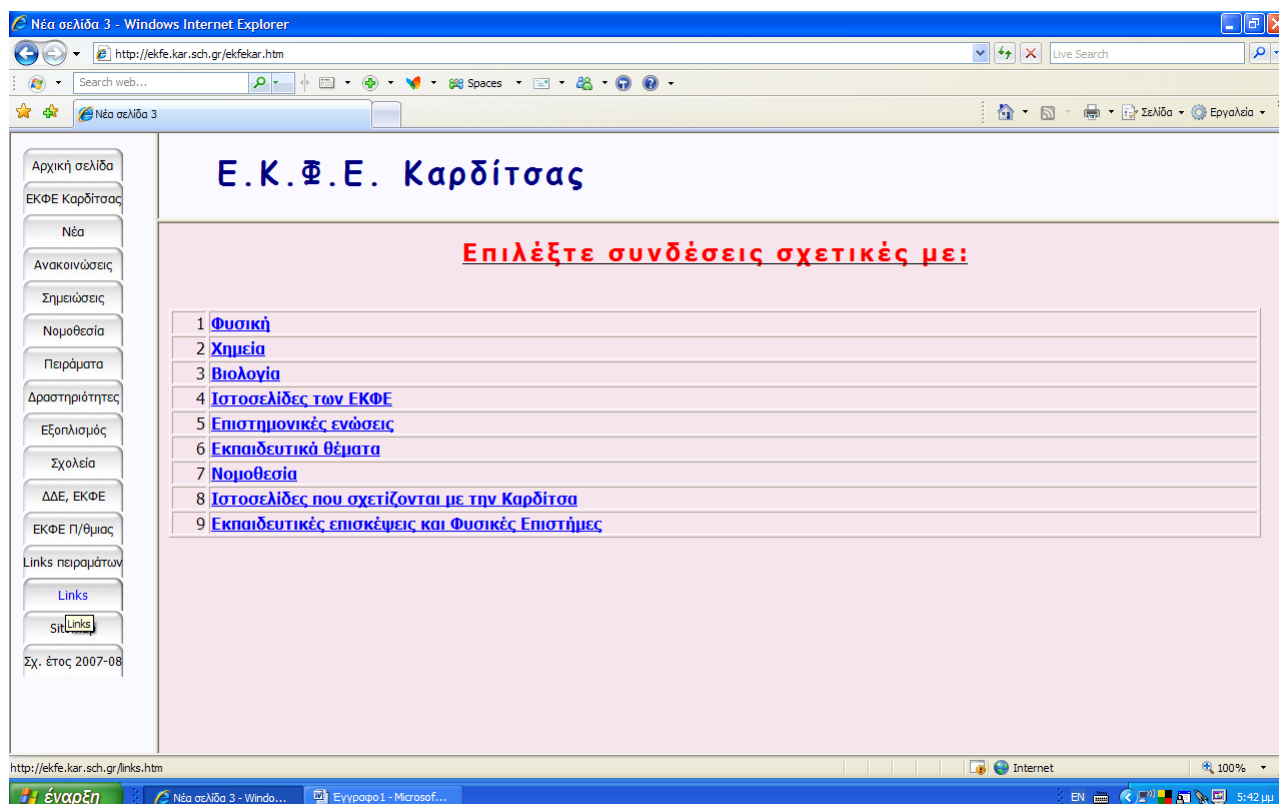 Νέα σελίδα 3 - Windows Internet Explorer
http://ekfe.kar.sch.gr/ekfekar.htm
Live Search
Search web...
Spaces
Νέα σελίδα 3
Σελίδα
Εργαλεία
Αρχική σελίδα
ΕΚΦΕ Καρδίτσας
Νέα
Ανακοινώσεις
Σημειώσεις
Νομοθεσία
Πειράματα
Δραστηριότητες
Εξοπλισμός
Σχολεία
ΔΔΕ, ΕΚΦΕ
ΕΚΦΕ Π/θμιας
Links πειραμάτων
Links
Links
Σχ. έτος 2007-08
Ε.Κ.Φ.Ε. Καρδίτσας
Επιλέξτε συνδέσεις σχετικές με:
1 Φυσική
2 Χημεία
3 Βιολογία
4 Ιστοσελίδες των ΕΚΦΕ
5 Επιστημονικές ενώσεις
6 Εκπαιδευτικά θέματα
7 Νομοθεσία
8 Ιστοσελίδες που σχετίζονται με την Καρδίτσα
9 Εκπαιδευτικές επισκέψεις και Φυσικές Επιστήμες
http://ekfe.kar.sch.gr/links.htm
Internet
100%
έναρξη
Νέα σελίδα 3 - Windo...
Έγγραφο1 - Microsof...
EN
5:42 μμ